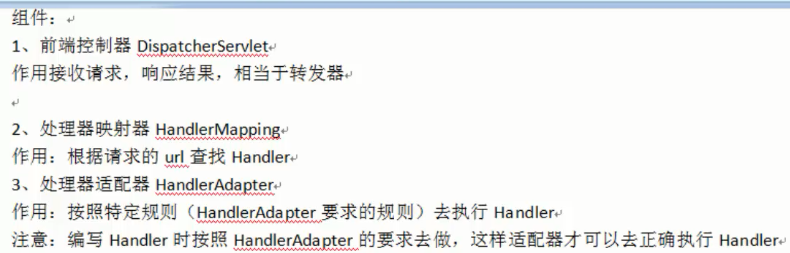 组件：
1、前端控制器 DispatcherServlet
作用接收请求，响应结果，相当于转发器
2、处理器映射器 HandlerMapping
作用：根据请求的 url 查找 Handler
3、处理器适配器 HandlerAdapter
作用：按照特定规则（HandlerAdapter 要求的规则）去执行 Handler
注意：编写 Handler 时按照 HandlerAdapter 的要求去做，这样适配器才可以去正确执行 Handler